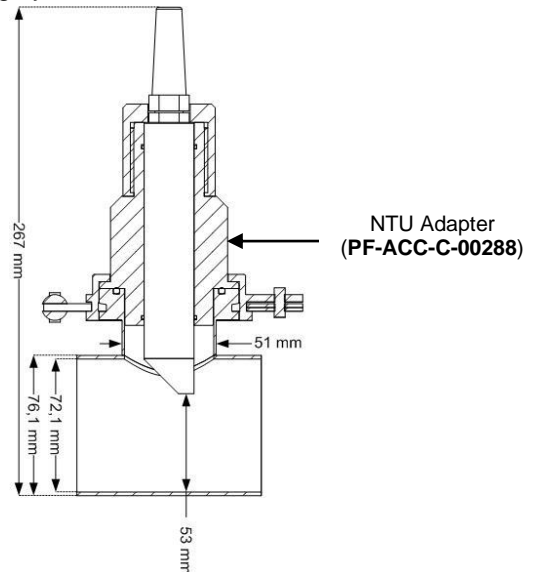 267 mm
NTU Adapter
(PF-ACC-C-00288)
51 mm
76,1 mm
72,1 mm
53 mm